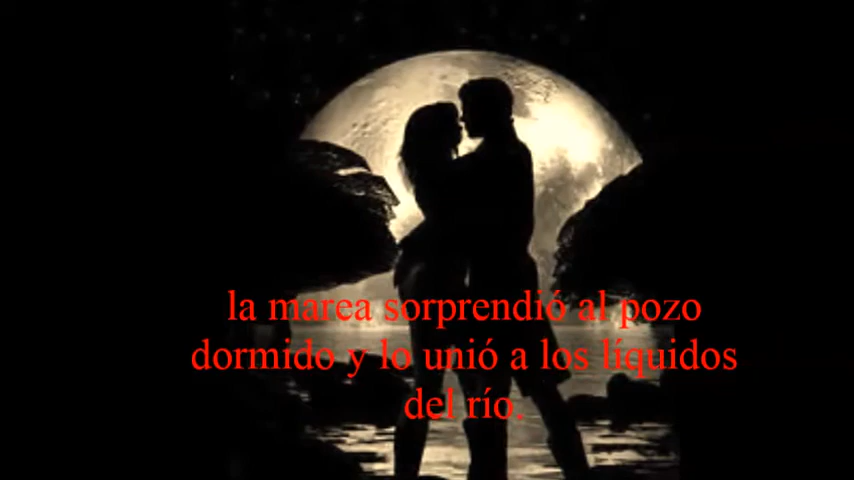 la marea sorprendió al pozo
dormido y lo unió a los líquidos
del río.